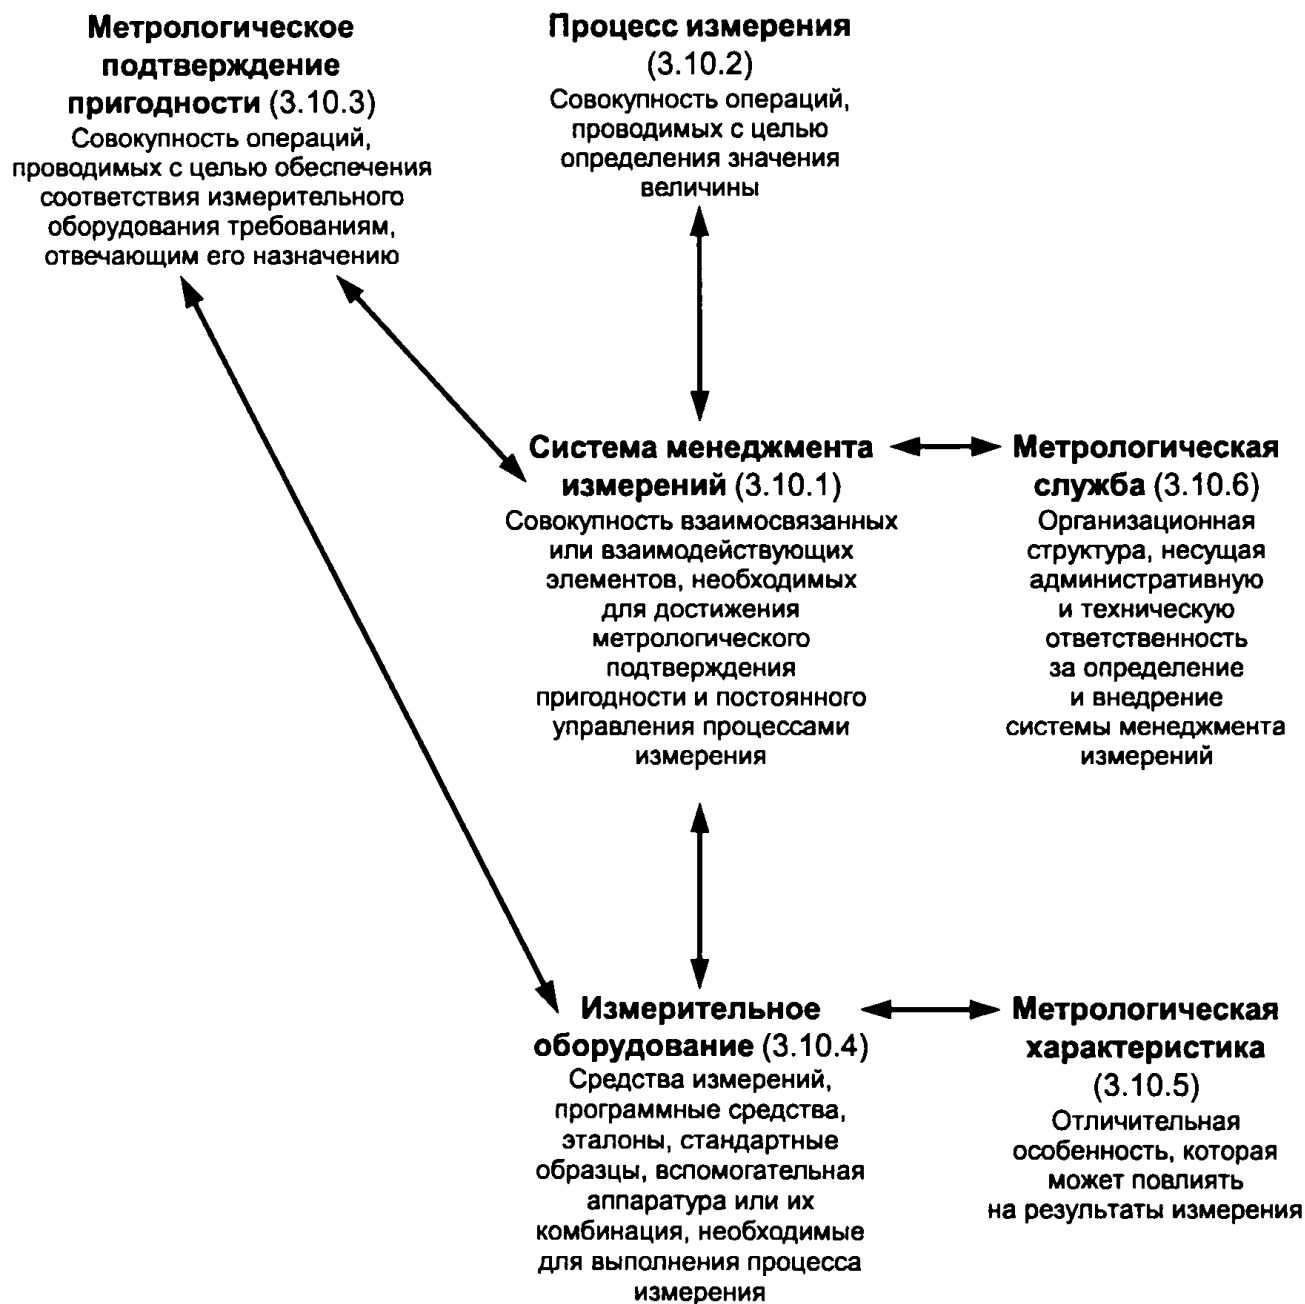 Метрологическое
подтверждение
пригодности (3.10.3)
Совокупность операций,
проводимых с целью обеспечения
соответствия измерительного
оборудования требованиям,
отвечающим его назначению
Процесс измерения
(3.10.2)
Совокупность операций,
проводимых с целью
определения значения
величины
Система менеджмента
измерений (3.10.1)
Совокупность взаимосвязанных
или взаимодействующих
элементов, необходимых
для достижения
метрологического
подтверждения
пригодности и постоянного
управления процессами
измерения
Метрологическая
служба (3.10.6)
Организационная
структура, несущая
административную
и техническую
ответственность
за определение
и внедрение
системы менеджмента
измерений
Измерительное
оборудование (3.10.4)
Средства измерений,
программные средства,
эталоны, стандартные
образцы, вспомогательная
аппаратура или их
комбинация, необходимые
для выполнения процесса
измерения
Метрологическая
характеристика
(3.10.5)
Отличительная
особенность, которая
может повлиять
на результаты измерения